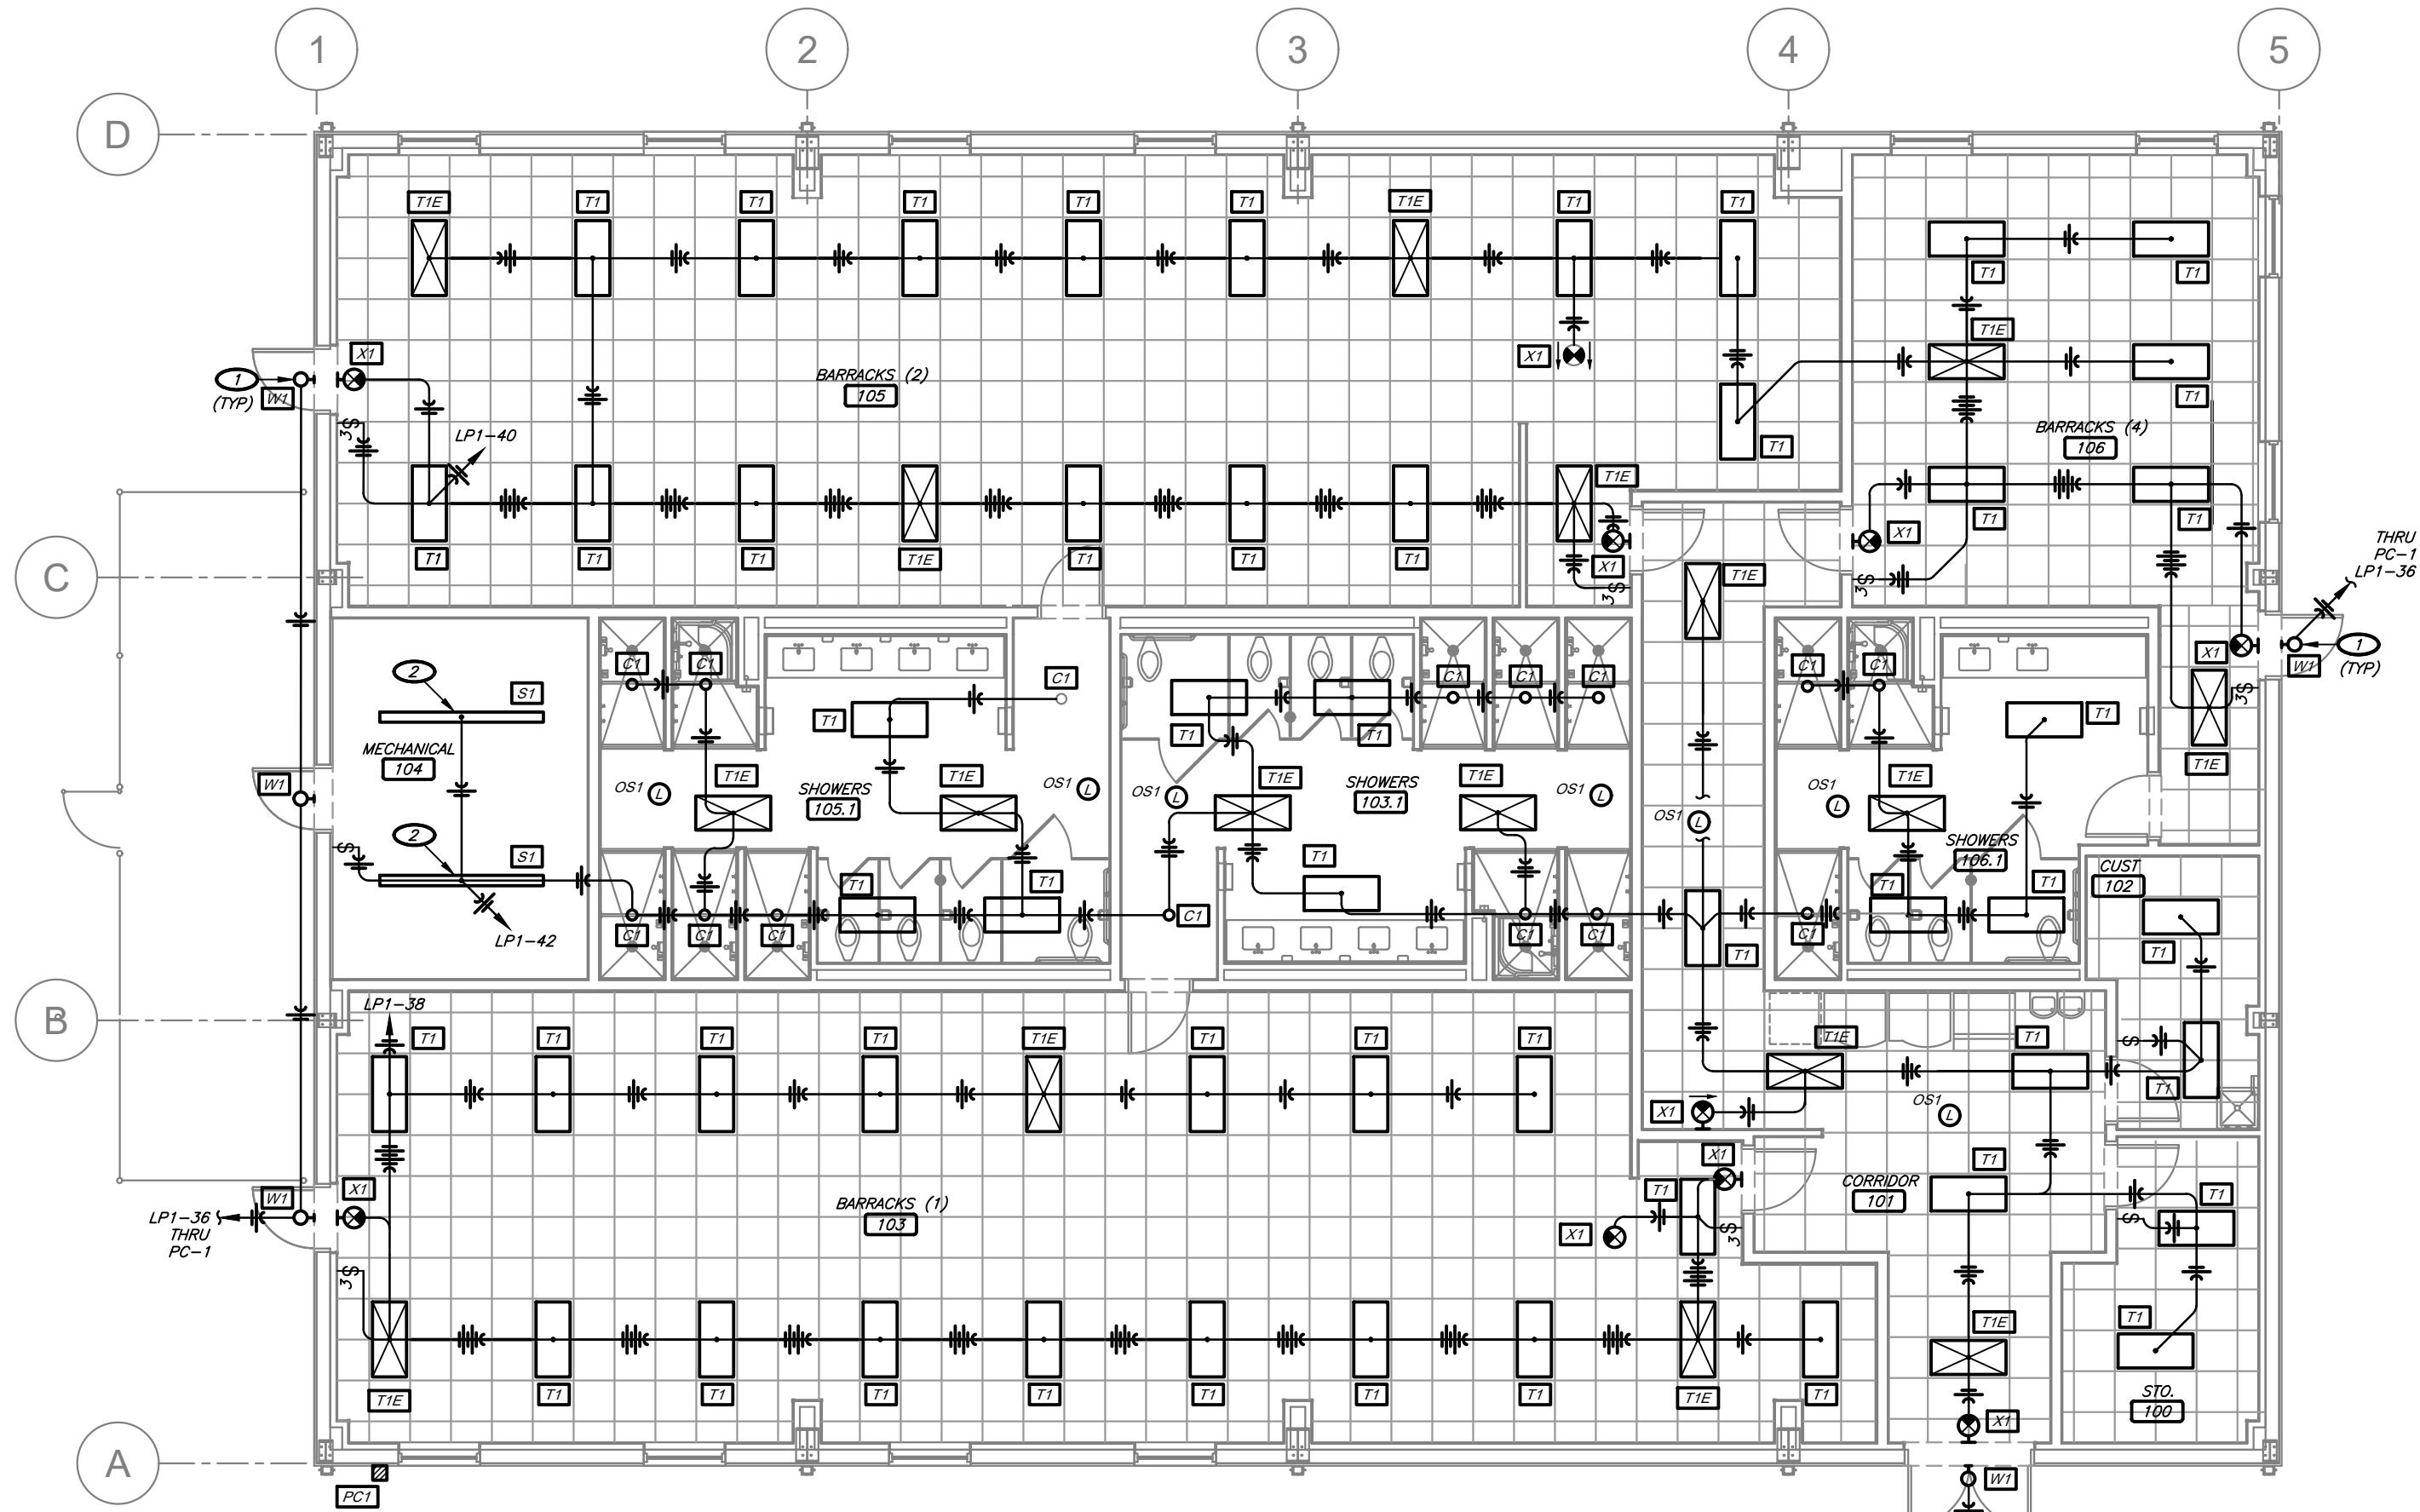 1 2 3 4 5
D
T1E T1 T1 T1 T1 T1 T1E T1 T1
T1 T1
T1E
X1 X1
1
(TYP)
W1
BARRACKS (2)
105
T1
T1
BARRACKS (4)
106
3S
LP1-40
T1E
T1 T1 T1 T1E T1 T1 T1
X1
3S
T1 T1
X1
3S
C
T1E
THRU
PC-1
LP1-36
C1 C1
C1
C1 C1 C1
C1 C1
X1
W1
1
(TYP)
3S
2
S1
T1
T1 T1
T1
MECHANICAL
104
W1
OS1 L
T1E
SHOWERS
105.1
T1E
OS1 L
OS1 L
T1E
SHOWERS
103.1
T1E
OS1 L
OS1 L
OS1 L
T1E
SHOWERS
106.1
T1E
2
S1
S
LP1-42
T1 T1
T1
T1 T1
CUST
102
C1 C1 C1
C1
C1 C1
T1
C1
T1
B
LP1-38
T1 T1 T1 T1 T1E T1 T1 T1
T1E T1
S
T1
X1
OS1 L
X1
W1
LP1-36
THRU
PC-1
BARRACKS (1)
103
X1
T1
X1
3S
T1
CORRIDOR
101
T1
S
3S
T1E T1 T1 T1 T1 T1 T1 T1 T1E T1
T1E
T1
STO.
100
X1
A
PC1
W1